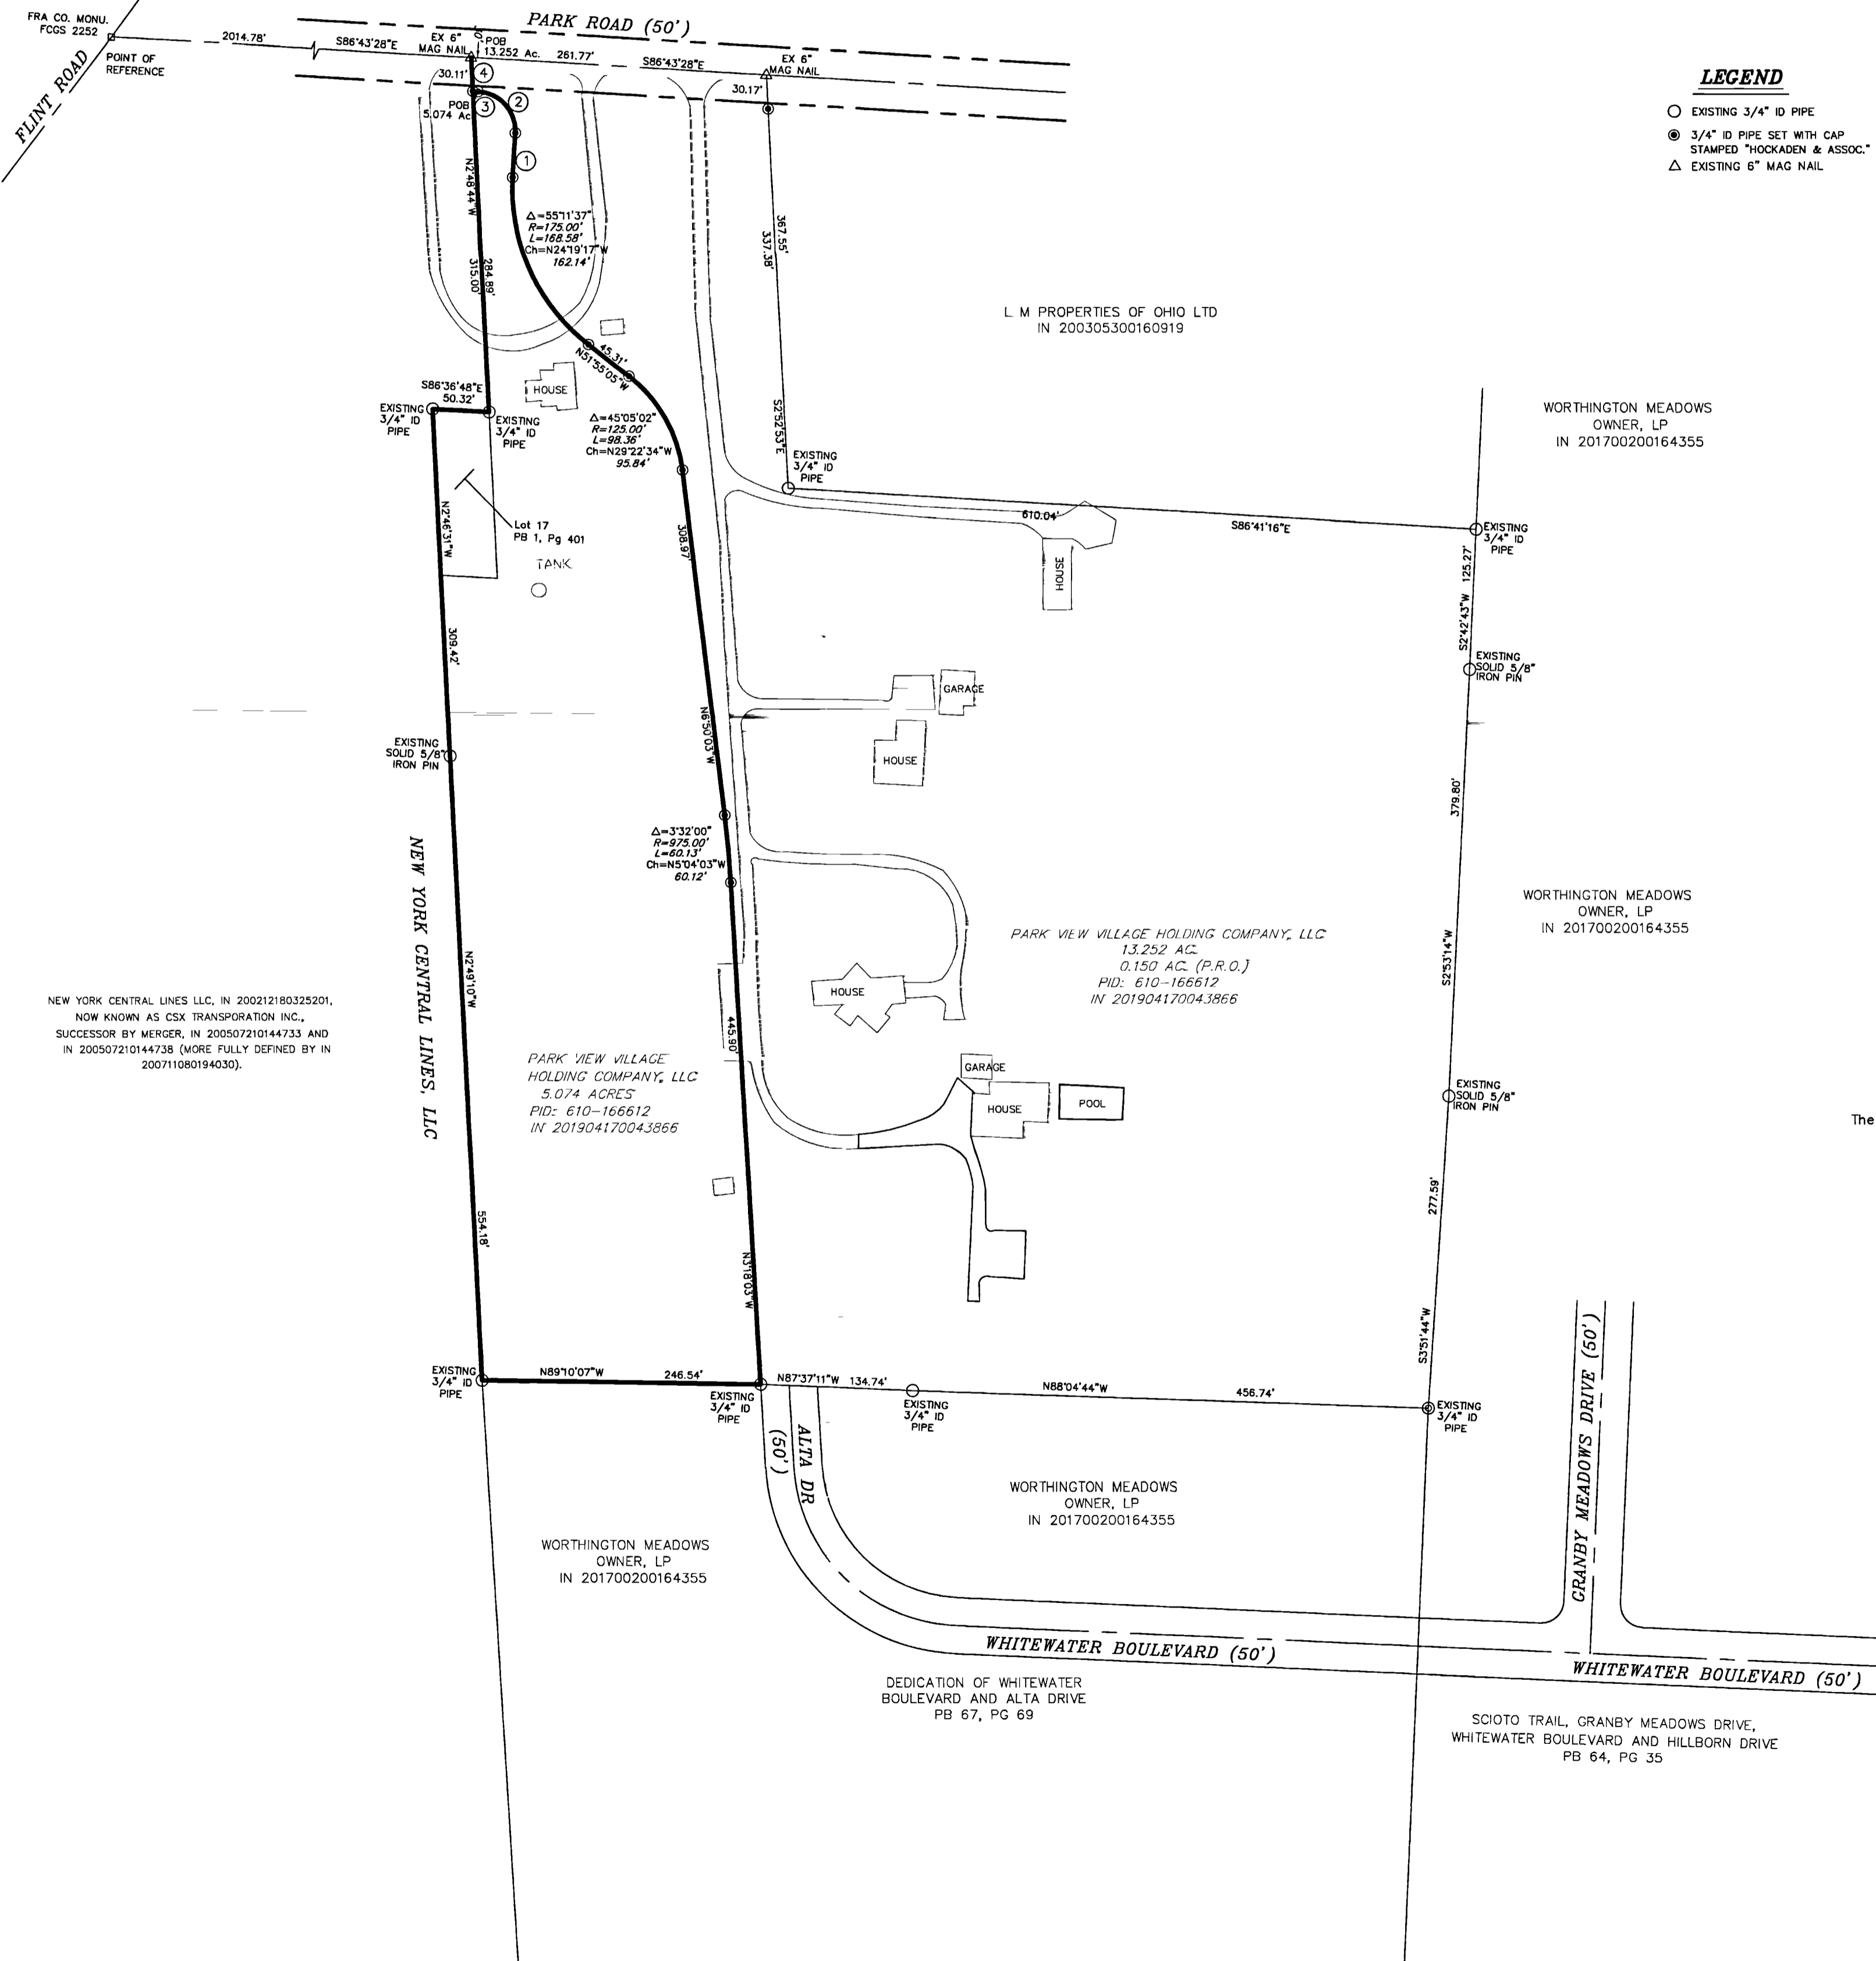 FRA CO. MONU.
FCGS 2252
POINT OF
REFERENCE
FLINT ROAD
2014.78'
S86°43'28"E
EX 6"
MAG NAIL
POB
13.252 Ac.
261.77'
PARK ROAD (50')
S86°43'28"E
EX 6"
MAG NAIL
30.11'
4
30.17'
2
3
POB
5.074 Ac
1
LEGEND
EXISTING 3/4" ID PIPE
3/4" ID PIPE SET WITH CAP
STAMPED "HOCKADEN & ASSOC."
EXISTING 6" MAG NAIL
N2°48'44"W
284.89'
315.00'
Δ=55°11'37"
R=175.00'
L=168.58'
Ch=N24°19'17"W
162.14'
367.55'
337.38'
S2°52'53"E
L M PROPERTIES OF OHIO LTD
IN 200305300160919
45.31'
N51°55'05"W
HOUSE
S86°36'48"E
50.32'
EXISTING
3/4" ID
PIPE
EXISTING
3/4" ID
PIPE
Δ=45°05'02"
R=125.00'
L=98.36'
Ch=N29°22'34"W
95.84'
EXISTING
3/4" ID
PIPE
WORTHINGTON MEADOWS
OWNER, LP
IN 201700200164355
Lot 17
PB 1, Pg 401
TANK
N2°46'31"W
309.42'
308.97'
N6°50'03"W
610.04'
S86°41'16"E
EXISTING
3/4" ID
PIPE
HOUSE
S2°42'43"W 125.27'
EXISTING
SOLID 5/8"
IRON PIN
GARAGE
HOUSE
EXISTING
SOLID 5/8"
IRON PIN
379.80'
S2°53'14"W
Δ=3°32'00"
R=975.00'
L=60.13'
Ch=N5°04'03"W
60.12'
NEW YORK CENTRAL LINES, LLC
N2°49'10"W
554.18'
WORTHINGTON MEADOWS
OWNER, LP
IN 201700200164355
PARK VIEW VILLAGE HOLDING COMPANY, LLC
13.252 AC.
0.150 AC. (P.R.O.)
PID: 610-166612
IN 201904170043866
HOUSE
NEW YORK CENTRAL LINES LLC, IN 200212180325201,
NOW KNOWN AS CSX TRANSPORATION INC.,
SUCCESSOR BY MERGER, IN 200507210144733 AND
IN 200507210144738 (MORE FULLY DEFINED BY IN
200711080194030).
PARK VIEW VILLAGE
HOLDING COMPANY, LLC
5.074 ACRES
PID: 610-166612
IN 201904170043866
445.90'
N3°18'03"W
GARAGE
HOUSE
POOL
EXISTING
SOLID 5/8"
IRON PIN
The
277.59'
S3°51'44"W
EXISTING
3/4" ID
PIPE
N89°10'07"W
246.54'
EXISTING
3/4" ID
PIPE
N87°37'11"W 134.74'
EXISTING
3/4" ID
PIPE
N88°04'44"W
456.74'
EXISTING
3/4" ID
PIPE
ALTA DR
(50')
GRANBY MEADOWS DRIVE (50')
WORTHINGTON MEADOWS
OWNER, LP
IN 201700200164355
WORTHINGTON MEADOWS
OWNER, LP
IN 201700200164355
WHITEWATER BOULEVARD (50')
WHITEWATER BOULEVARD (50')
DEDICATION OF WHITEWATER
BOULEVARD AND ALTA DRIVE
PB 67, PG 69
SCIOTO TRAIL, GRANBY MEADOWS DRIVE,
WHITEWATER BOULEVARD AND HILLBORN DRIVE
PB 64, PG 35